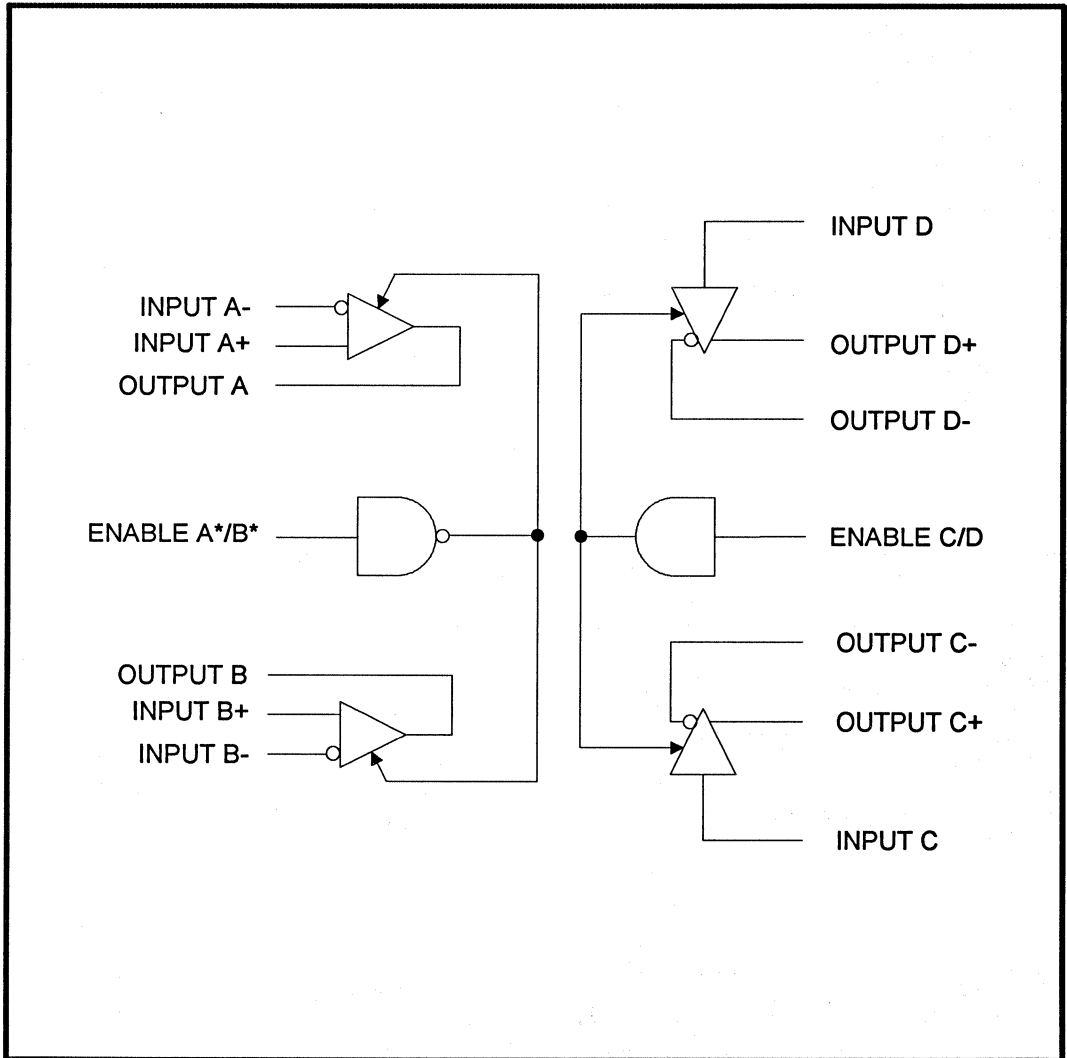 INPUT A-
INPUT A+
OUTPUT A
ENABLE A*/B*
OUTPUT B
INPUT B+
INPUT B-
INPUT D
OUTPUT D+
OUTPUT D-
ENABLE C/D
OUTPUT C-
OUTPUT C+
INPUT C